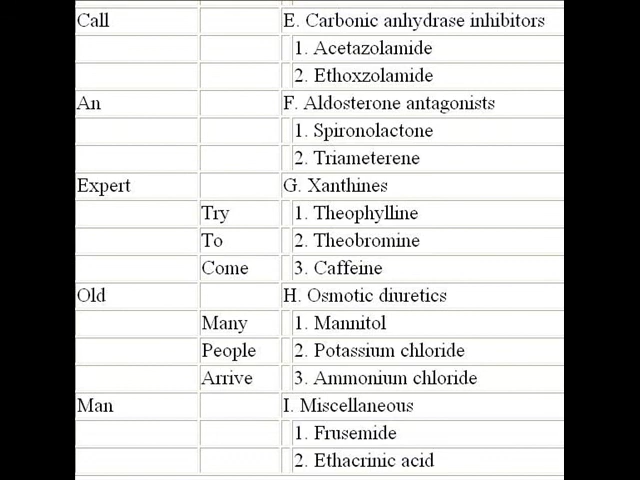 Call E. Carbonic anhydrase inhibitors
1. Acetazolamide
2. Ethoxzolamide
An F. Aldosterone antagonists
1. Spironolactone
2. Triameterene
Expert G. Xanthines
Try 1. Theophylline
To 2. Theobromine
Come 3. Caffeine
Old H. Osmotic diuretics
Many 1. Mannitol
People 2. Potassium chloride
Arrive 3. Ammonium chloride
Man I. Miscellaneous
1. Frusemide
2. Ethacrinic acid